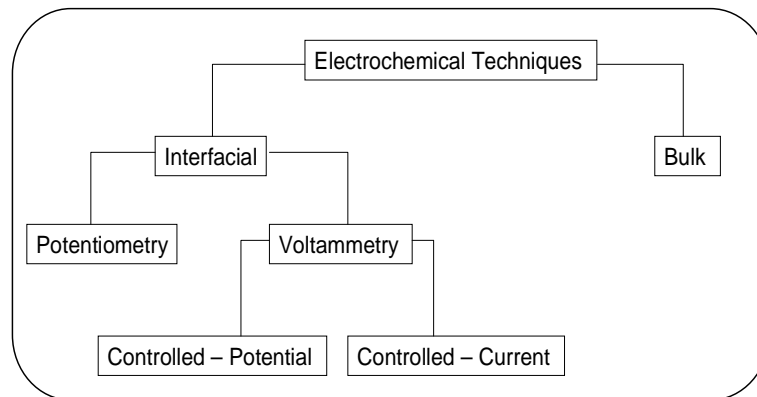 Electrochemical Techniques
Interfacial
Bulk
Potentiometry
Voltammetry
Controlled – Potential
Controlled – Current